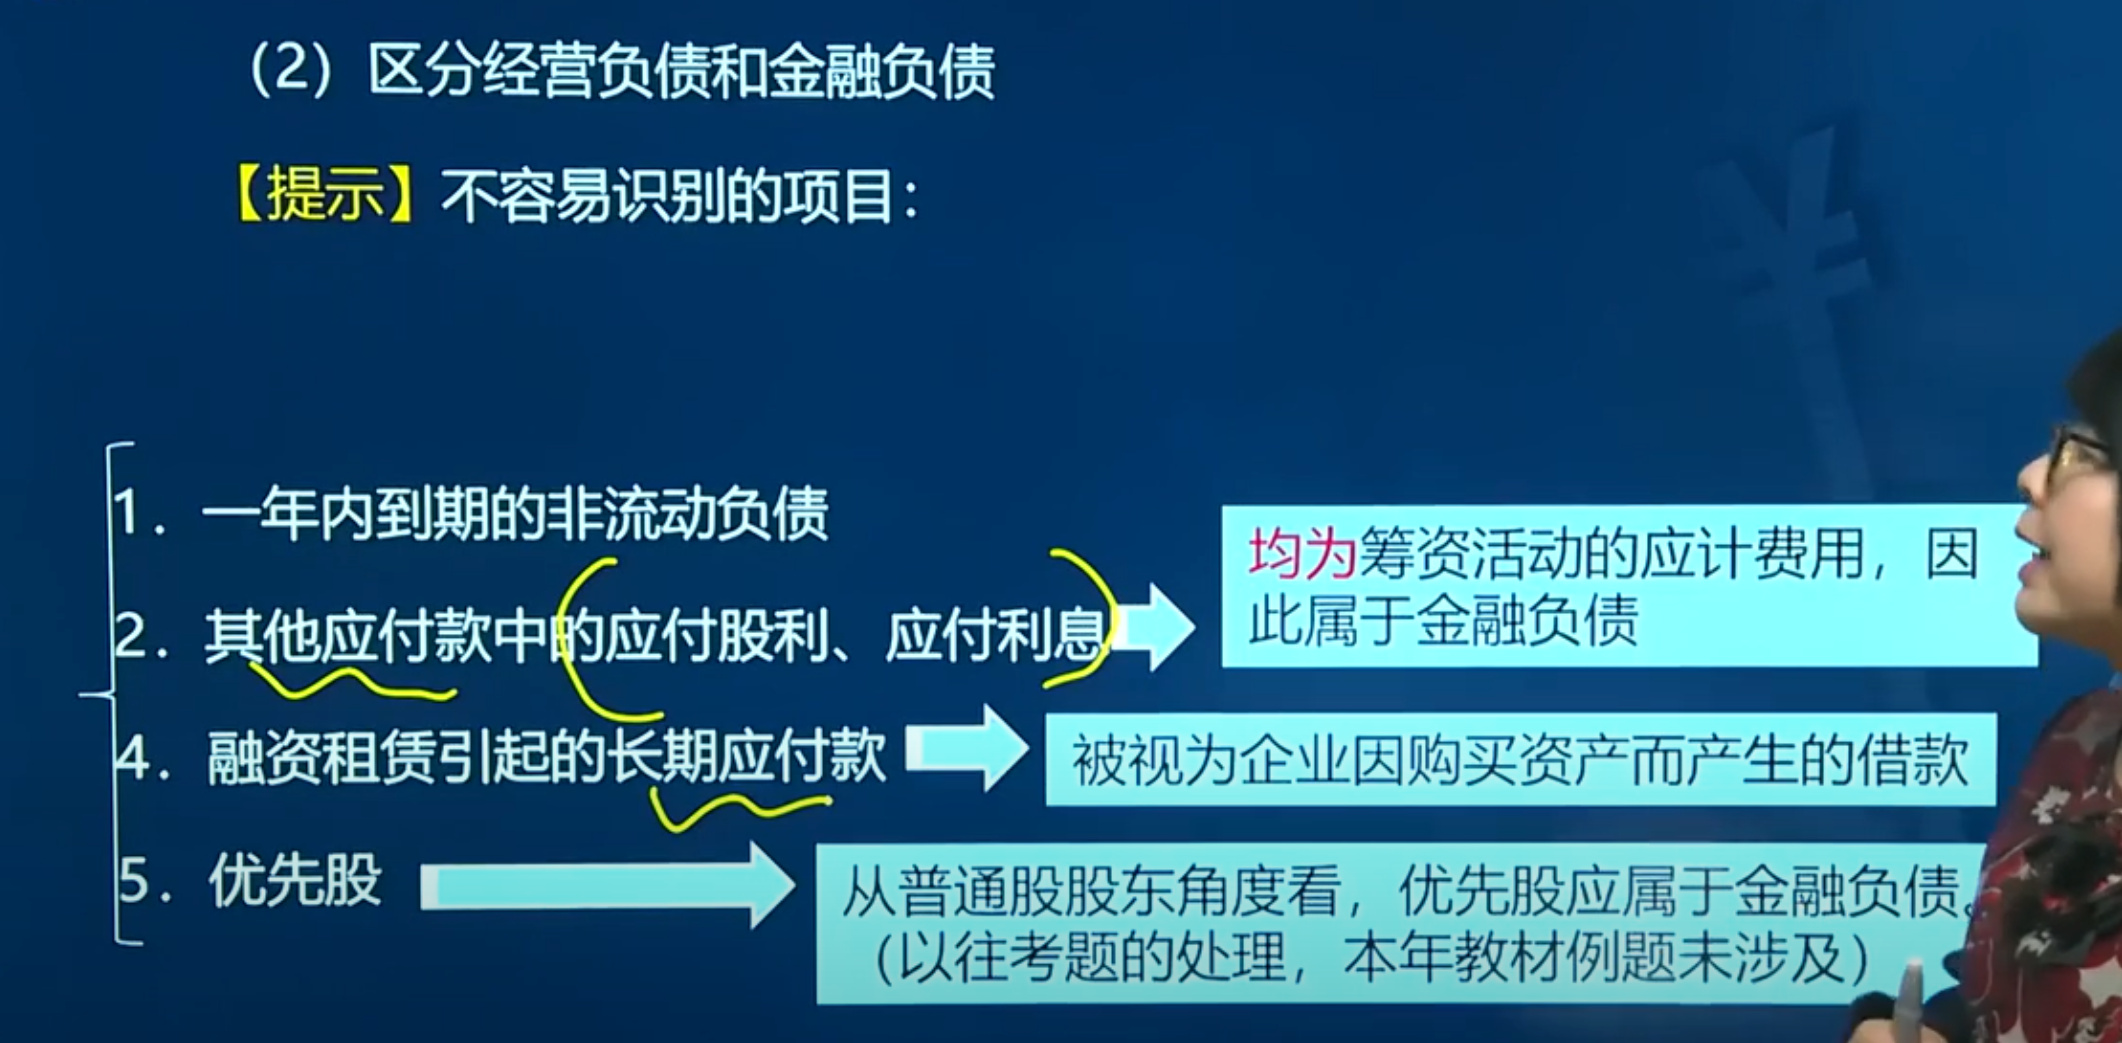 （2）区分经营负债和金融负债
【提示】不容易识别的项目：
1．一年内到期的非流动负债
2．其他应付款中的应付股利、应付利息
均为筹资活动的应计费用，因
此属于金融负债
4．融资租赁引起的长期应付款
被视为企业因购买资产而产生的借款
5．优先股
从普通股股东角度看，优先股应属于金融负债。
（以往考题的处理，本年教材例题未涉及）